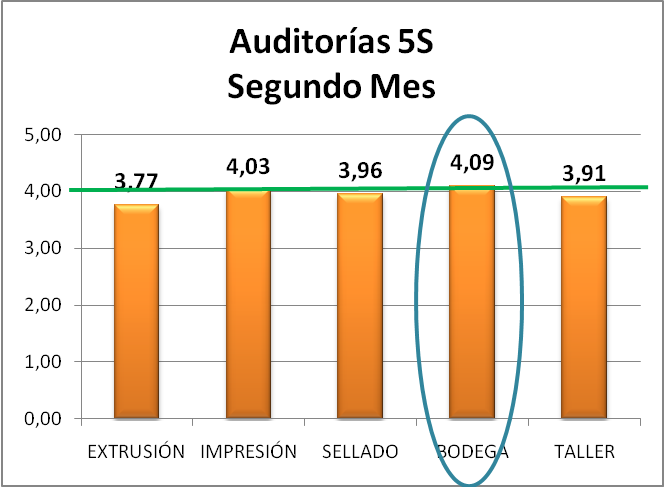 Auditorías 5S
Segundo Mes
5,00
4,00
3,00
2,00
1,00
0,00
3,77
4,03
3,96
4,09
3,91
EXTRUSIÓN
IMPRESIÓN
SELLADO
BODEGA
TALLER